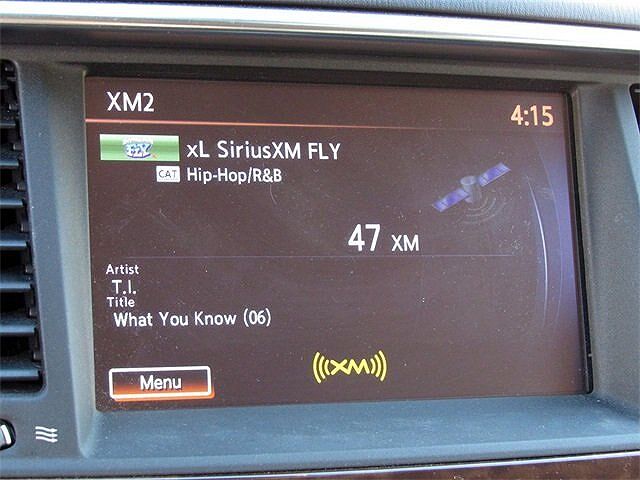 XM2
4:15
FLY
xL SiriusXM FLY
CAT Hip-Hop/R&B
47 XM
Artist
T.I.
Title
What You Know (06)
Menu
XM